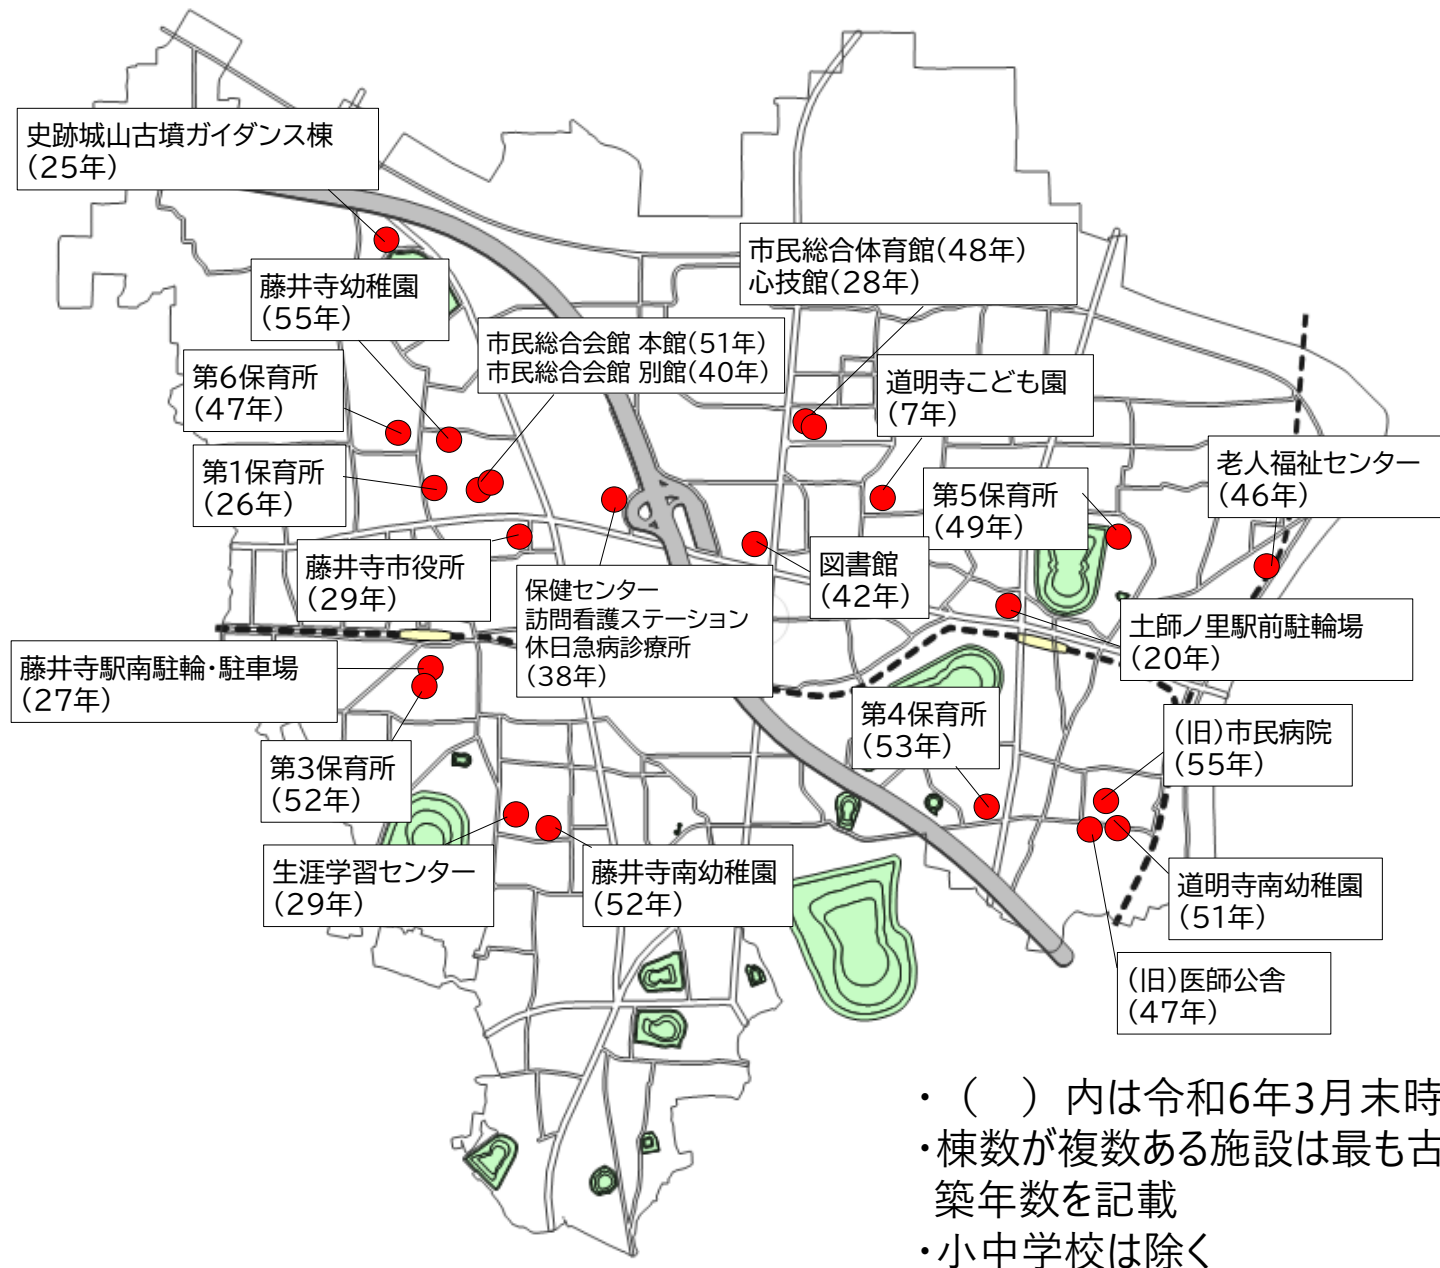 史跡城山古墳ガイダンス棟
(25年)
市民総合体育館(48年)
心技館(28年)
藤井寺幼稚園
(55年)
市民総合会館 本館(51年)
市民総合会館 別館(40年)
第6保育所
(47年)
道明寺こども園
(7年)
第1保育所
(26年)
第5保育所
(49年)
老人福祉センター
(46年)
藤井寺市役所
(29年)
保健センター
訪問看護ステーション
休日急病診療所
(38年)
図書館
(42年)
土師ノ里駅前駐輪場
(20年)
藤井寺駅南駐輪・駐車場
(27年)
第4保育所
(53年)
(旧)市民病院
(55年)
第3保育所
(52年)
生涯学習センター
(29年)
藤井寺南幼稚園
(52年)
道明寺南幼稚園
(51年)
(旧)医師公舎
(47年)
・（　）内は令和6年3月末時
・棟数が複数ある施設は最も古
築年数を記載
・小中学校は除く